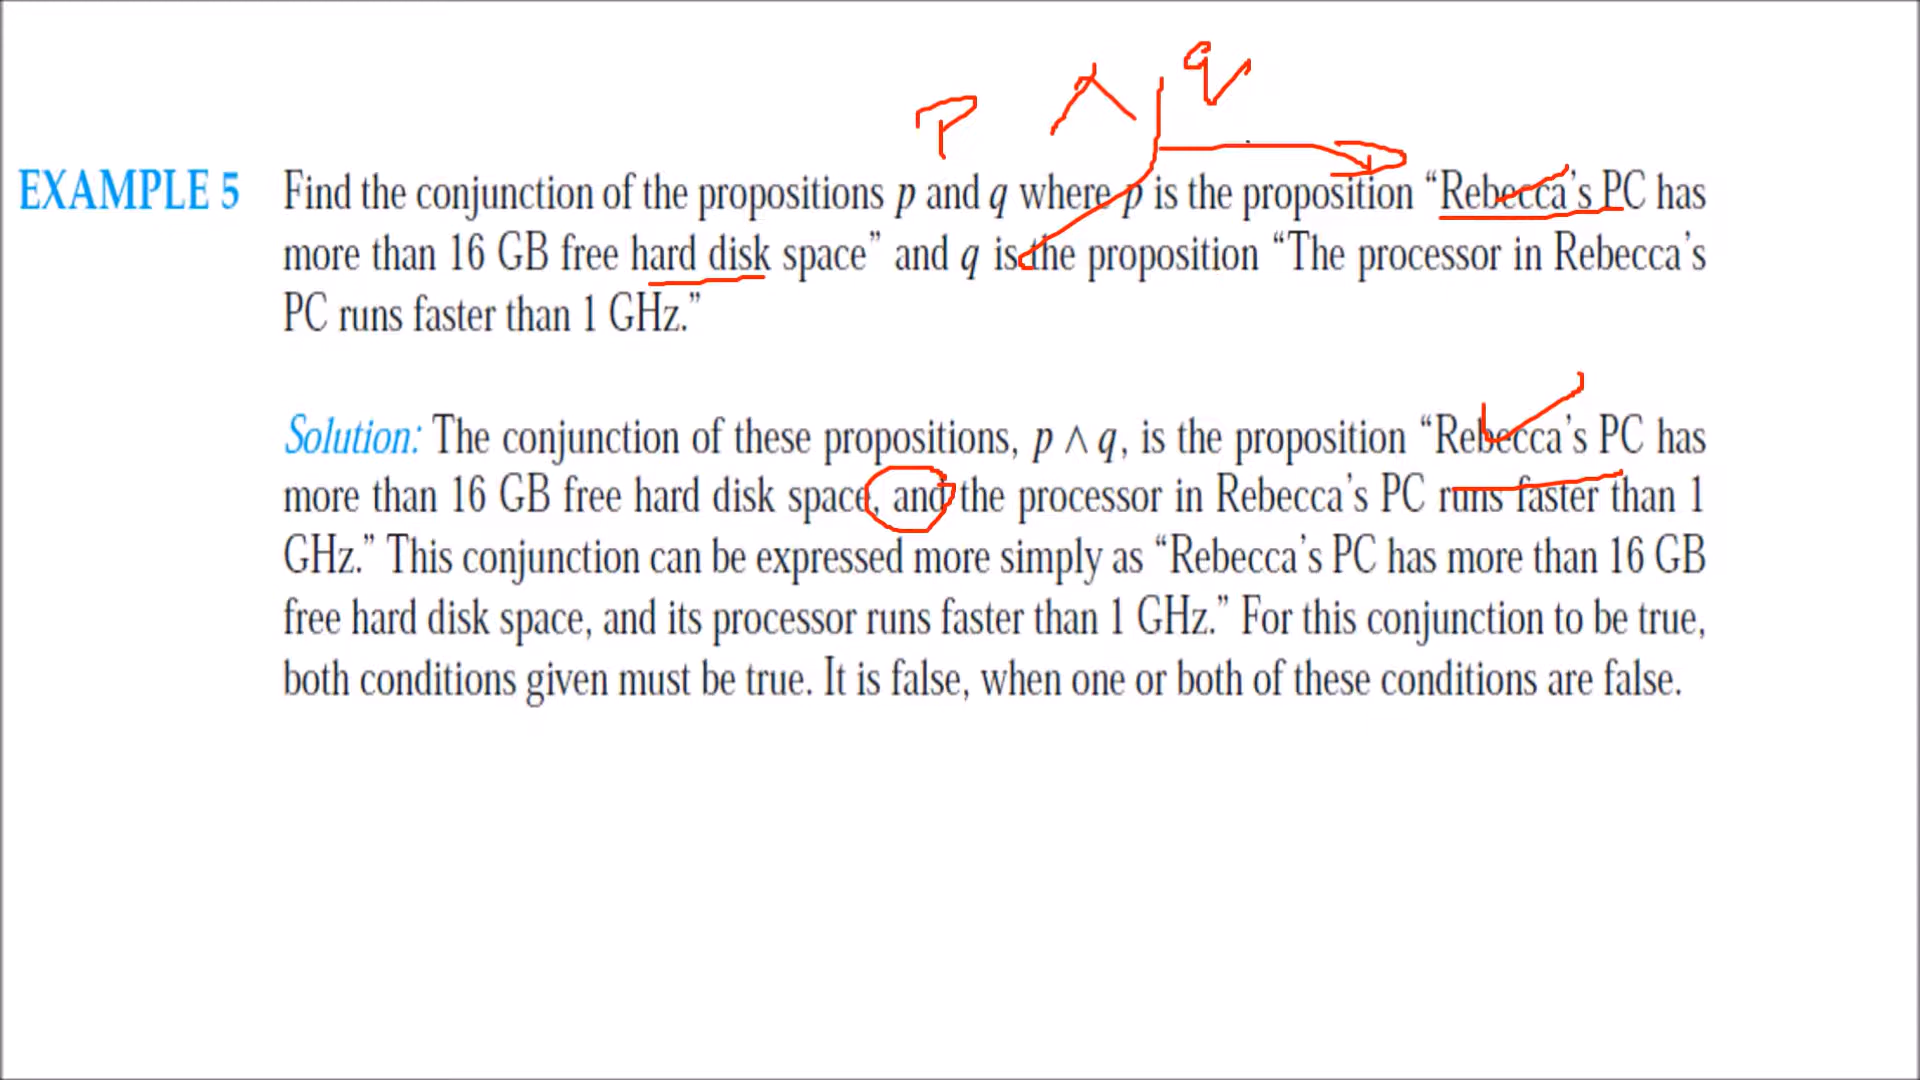 P ∧ q
EXAMPLE 5 Find the conjunction of the propositions p and q where p is the proposition “Rebecca’s PC has
more than 16 GB free hard disk space” and q is the proposition “The processor in Rebecca’s
PC runs faster than 1 GHz.”
Solution: The conjunction of these propositions, p ∧ q, is the proposition “Rebecca’s PC has
more than 16 GB free hard disk space, and the processor in Rebecca’s PC runs faster than 1
GHz.” This conjunction can be expressed more simply as “Rebecca’s PC has more than 16 GB
free hard disk space, and its processor runs faster than 1 GHz.” For this conjunction to be true,
both conditions given must be true. It is false, when one or both of these conditions are false.